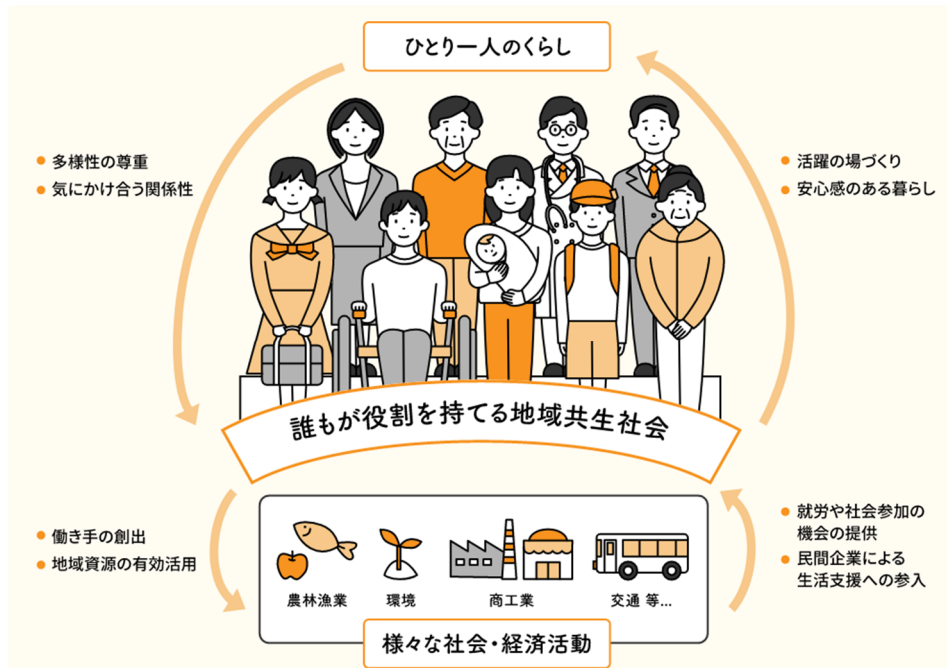 ひとり一人のくらし
● 多様性の尊重
● 気にかけ合う関係性
● 活躍の場づくり
● 安心感のある暮らし
誰もが役割を持てる地域共生社会
● 働き手の創出
● 地域資源の有効活用
● 就労や社会参加の
機会の提供
● 民間企業による
生活支援への参入
農林漁業
環境
商工業
交通 等...
様々な社会・経済活動